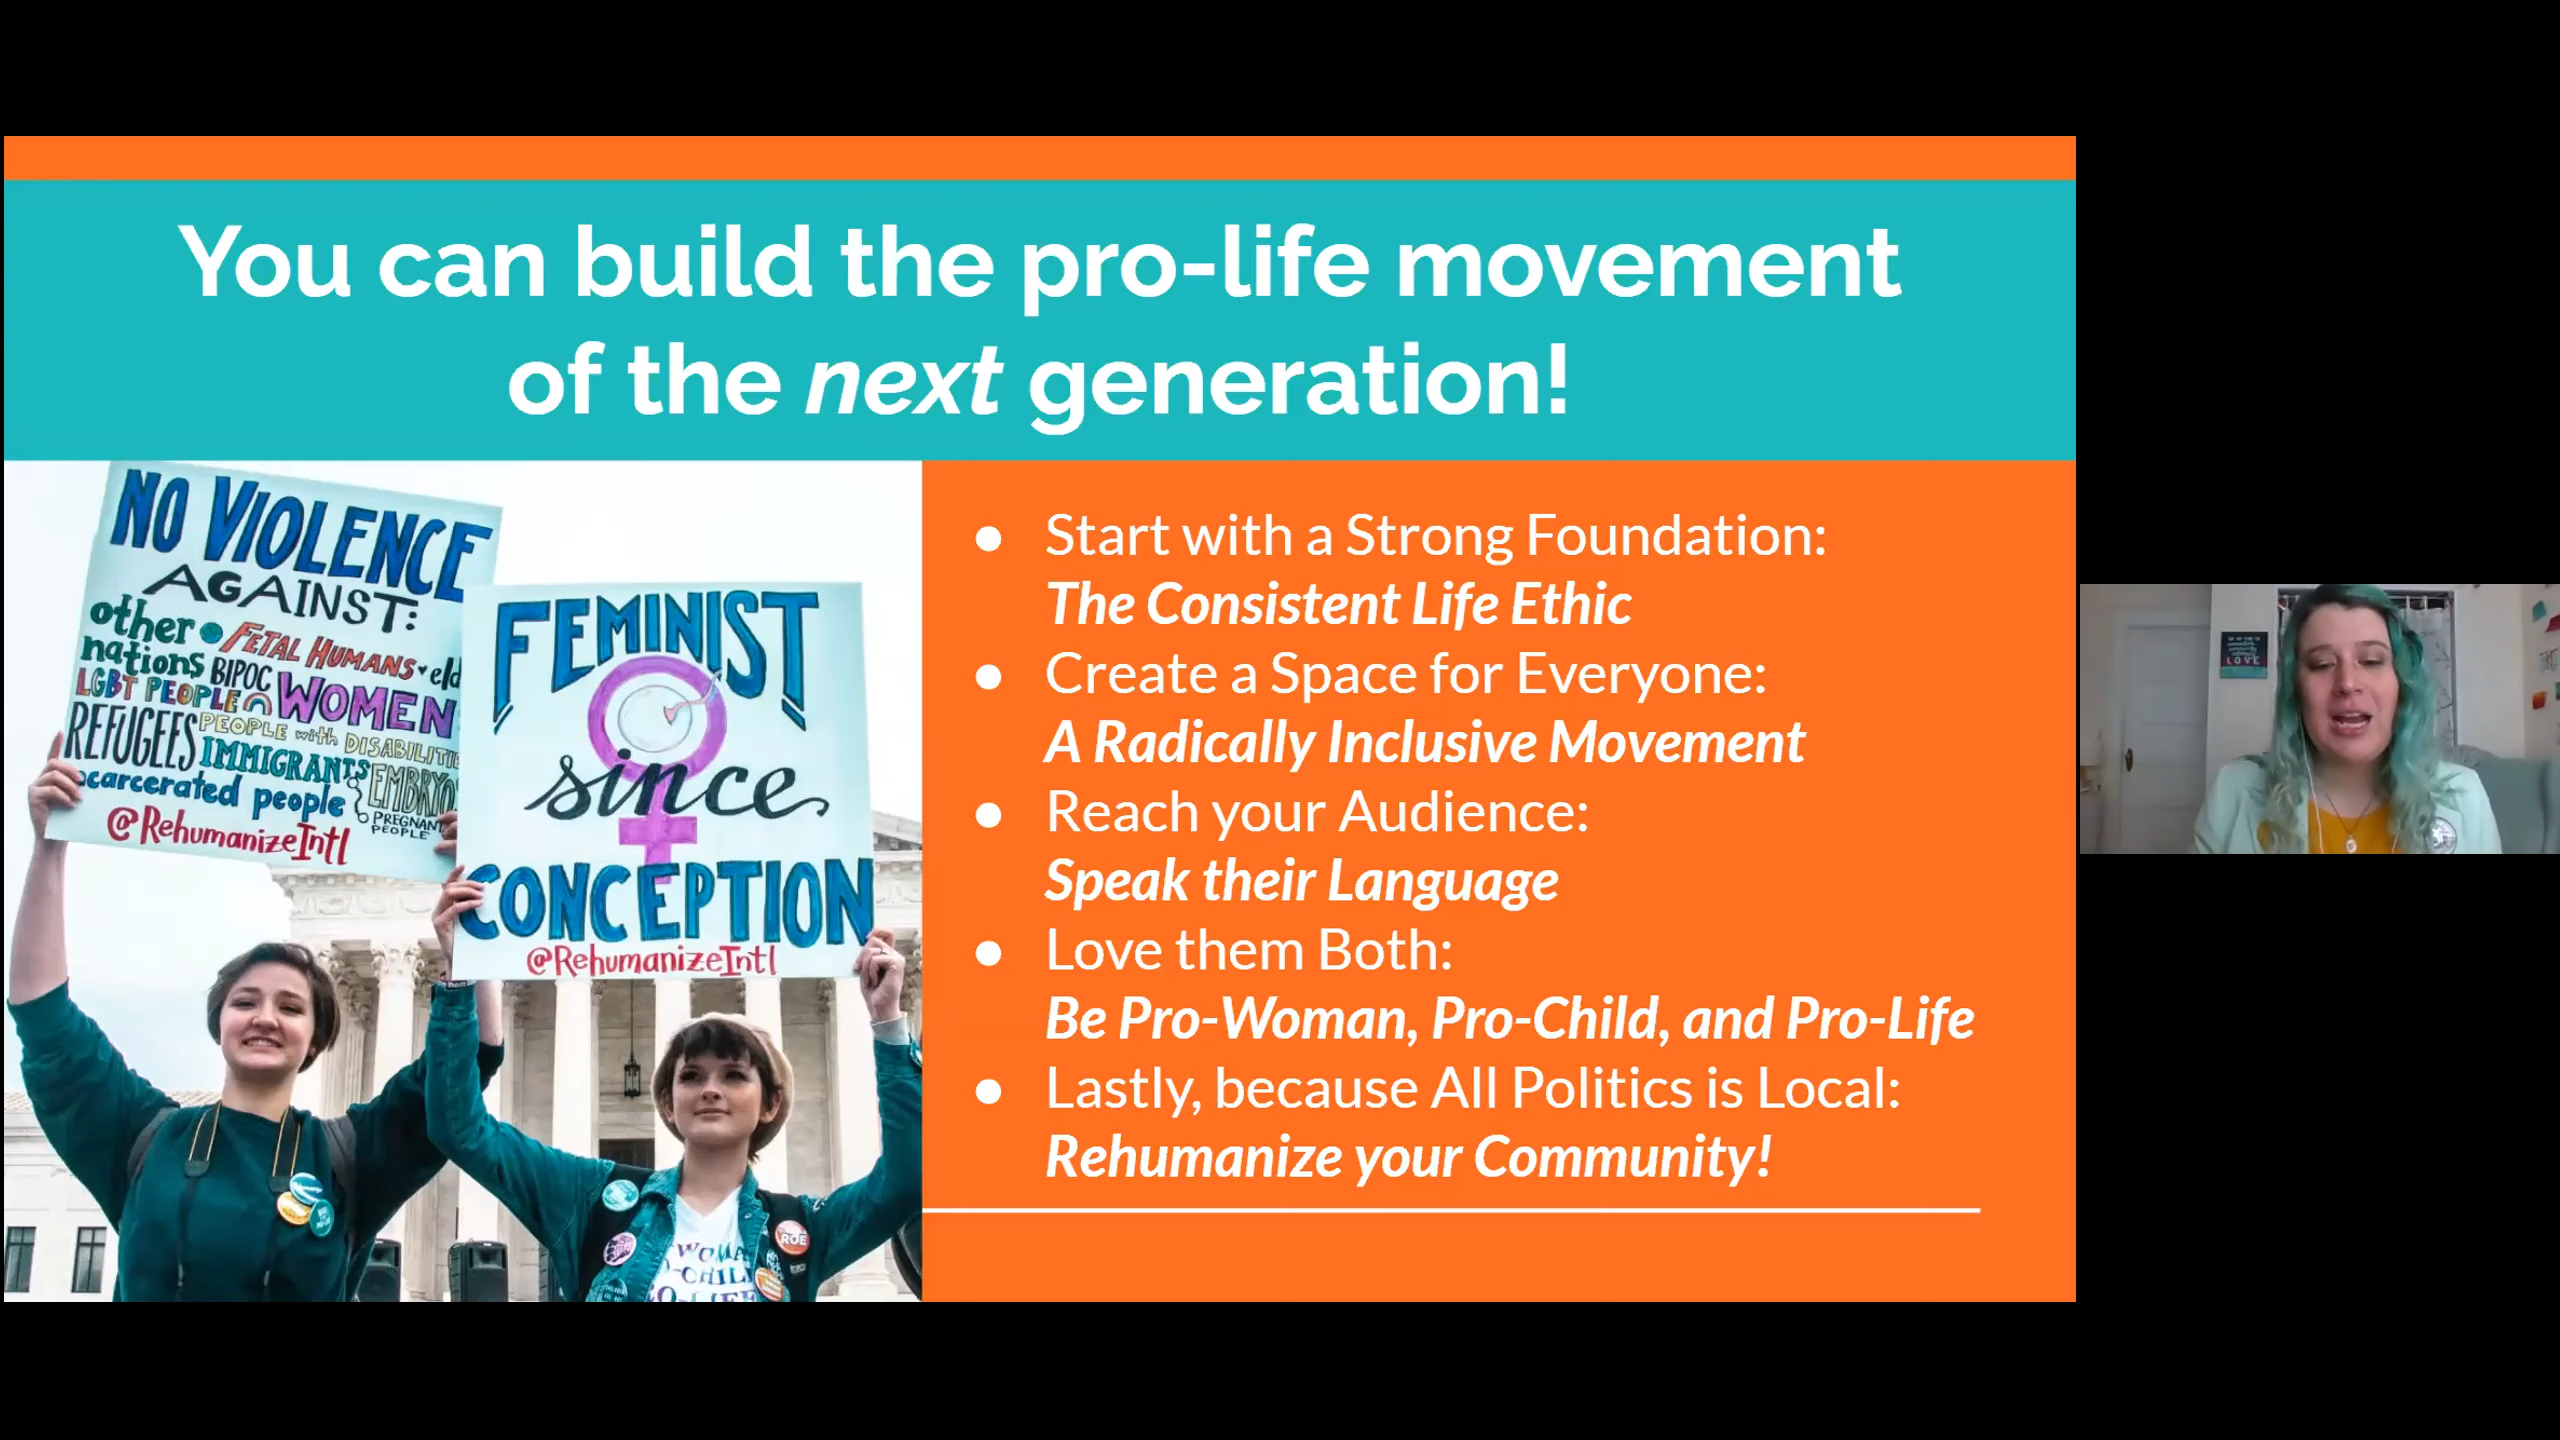 You can build the pro-life movement
of the next generation!
NO VIOLENCE
AGAINST:
other FETAL HUMANS
nations BIPOC
LGBT PEOPLE WOMEN
REFUGEES PEOPLE with
IMMIGRANTS
people
PREGNANT
PEOPLE
@RehumanizeIntl
FEMINIST
since
CONCEPTION
@RehumanizeIntl
ROE
● Start with a Strong Foundation:
The Consistent Life Ethic
● Create a Space for Everyone:
A Radically Inclusive Movement
● Reach your Audience:
Speak their Language
● Love them Both:
Be Pro-Woman, Pro-Child, and Pro-Life
● Lastly, because All Politics is Local:
Rehumanize your Community!
LOVE